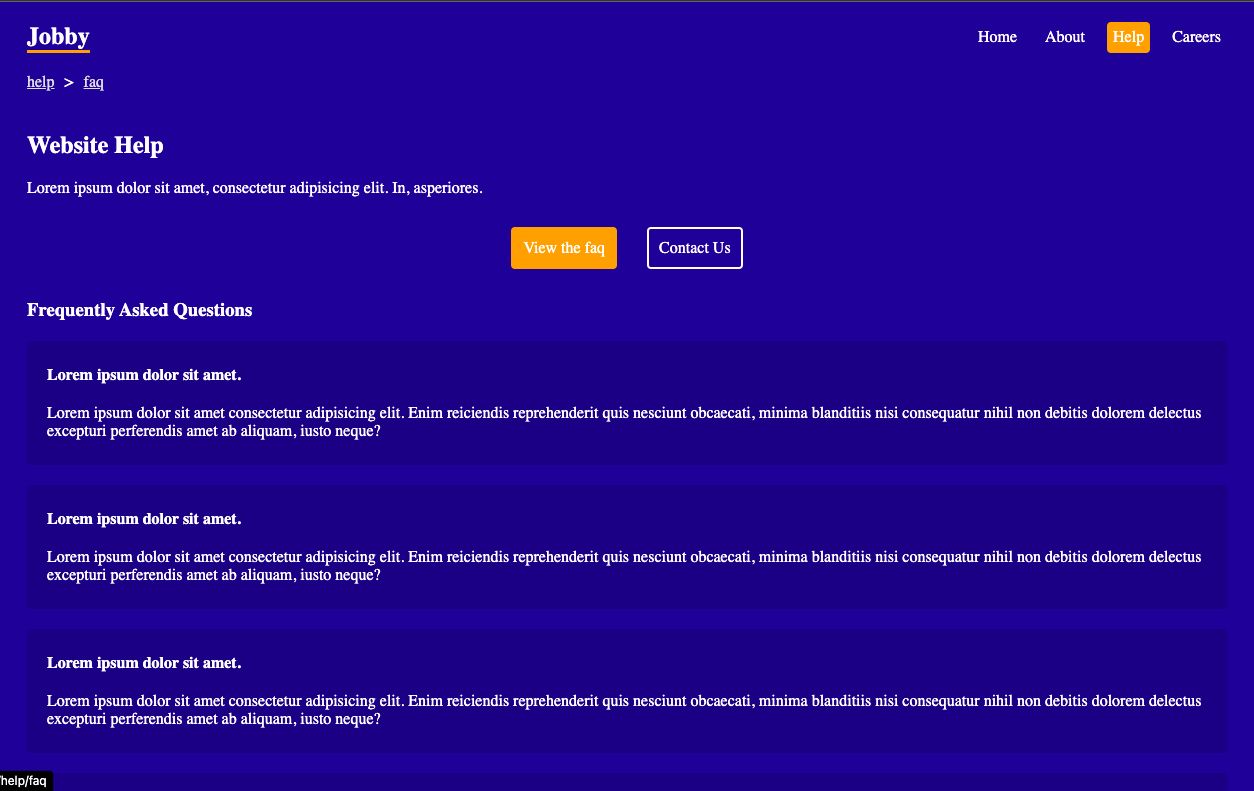 Jobby
Home About Help Careers
help > faq
Website Help
Lorem ipsum dolor sit amet, consectetur adipisicing elit. In, asperiores.
View the faq Contact Us
Frequently Asked Questions
Lorem ipsum dolor sit amet.
Lorem ipsum dolor sit amet consectetur adipisicing elit. Enim reiciendis reprehenderit quis nesciunt obcaecati, minima blanditiis nisi consequatur nihil non debitis dolorem delectus
excepturi perferendis amet ab aliquam, iusto neque?
Lorem ipsum dolor sit amet.
Lorem ipsum dolor sit amet consectetur adipisicing elit. Enim reiciendis reprehenderit quis nesciunt obcaecati, minima blanditiis nisi consequatur nihil non debitis dolorem delectus
excepturi perferendis amet ab aliquam, iusto neque?
Lorem ipsum dolor sit amet.
Lorem ipsum dolor sit amet consectetur adipisicing elit. Enim reiciendis reprehenderit quis nesciunt obcaecati, minima blanditiis nisi consequatur nihil non debitis dolorem delectus
excepturi perferendis amet ab aliquam, iusto neque?
/help/faq